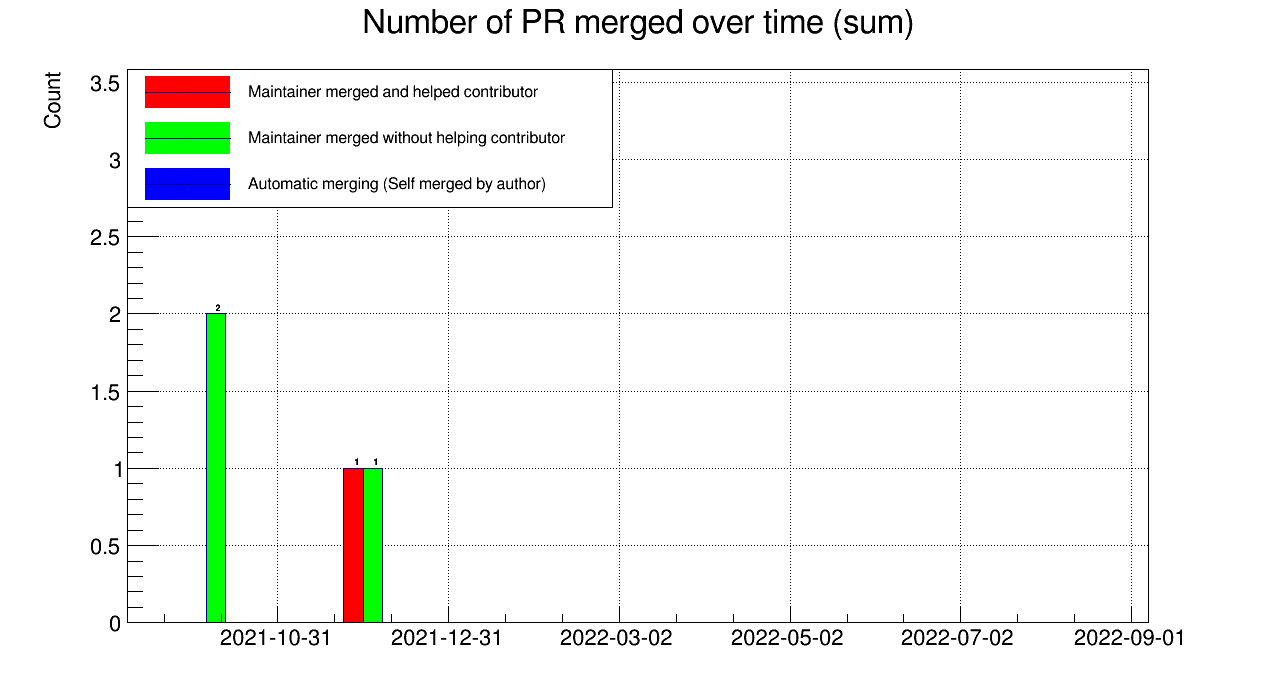 Number of PR merged over time (sum)
Count
3.5
3
2.5
2
1.5
1
0.5
0
Maintainer merged and helped contributor
Maintainer merged without helping contributor
Automatic merging (Self merged by author)
2
1 1
2021-10-31 2021-12-31 2022-03-02 2022-05-02 2022-07-02 2022-09-01